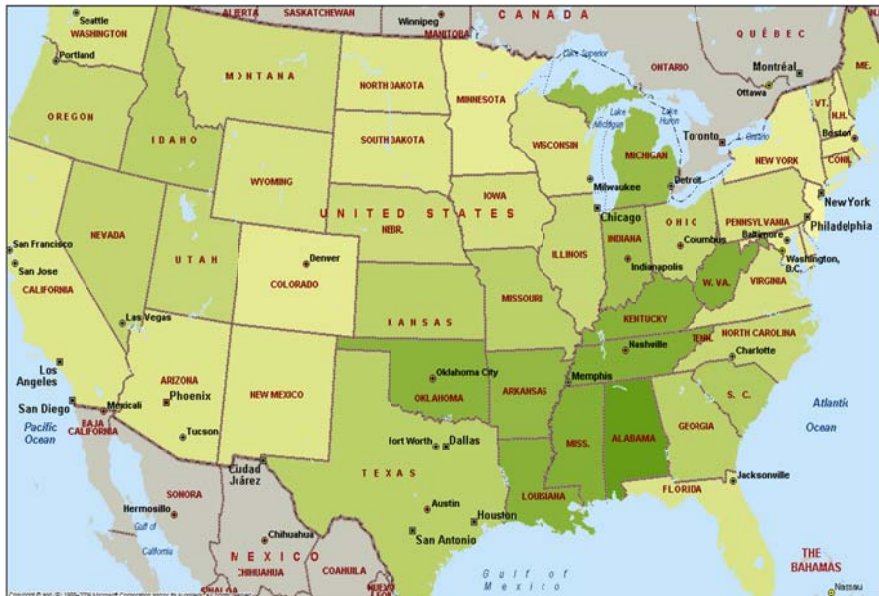 ALBERTA
SASKATCHEWAN
Winnipeg
MANITOBA
CANADA
QUÉBEC
ONTARIO
Montréal
Ottawa
ME.
Seattle
WASHINGTON
Portland
MONTANA
NORTH DAKOTA
MINNESOTA
Lake Superior
VT.
N.H.
Boston
OREGON
IDAHO
SOUTH DAKOTA
WISCONSIN
Lake
Michigan
Lake
Huron
Toronto
L. Ontario
MICHIGAN
NEW YORK
CONN.
WYOMING
Milwaukee
Detroit
IOWA
Chicago
New York
UNITED STATES
PENNSYLVANIA
Philadelphia
NEVADA
NEBR.
OHIO
Columbus
Baltimore
San Francisco
San Jose
UTAH
Denver
COLORADO
ILLINOIS
INDIANA
Indianapolis
Washington,
D.C.
CALIFORNIA
W. VA.
VIRGINIA
MISSOURI
Las Vegas
KANSAS
KENTUCKY
NORTH CAROLINA
Nashville
TENN.
Charlotte
Los
Angeles
ARIZONA
Phoenix
NEW MEXICO
Oklahoma City
OKLAHOMA
ARKANSAS
Memphis
S. C.
San Diego
Mexicali
BAJA
CALIFORNIA
Pacific
Ocean
Tucson
Fort Worth
Dallas
MISS.
ALABAMA
GEORGIA
Atlantic
Ocean
Ciudad
Juárez
TEXAS
LOUISIANA
FLORIDA
Jacksonville
SONORA
Hermosillo
Austin
Houston
San Antonio
Gulf of
California
Chihuahua
MEXICO
CHIHUAHUA
COAHUILA
Gulf of
Mexico
THE
BAHAMAS
Nassau
NUEVO
LEON